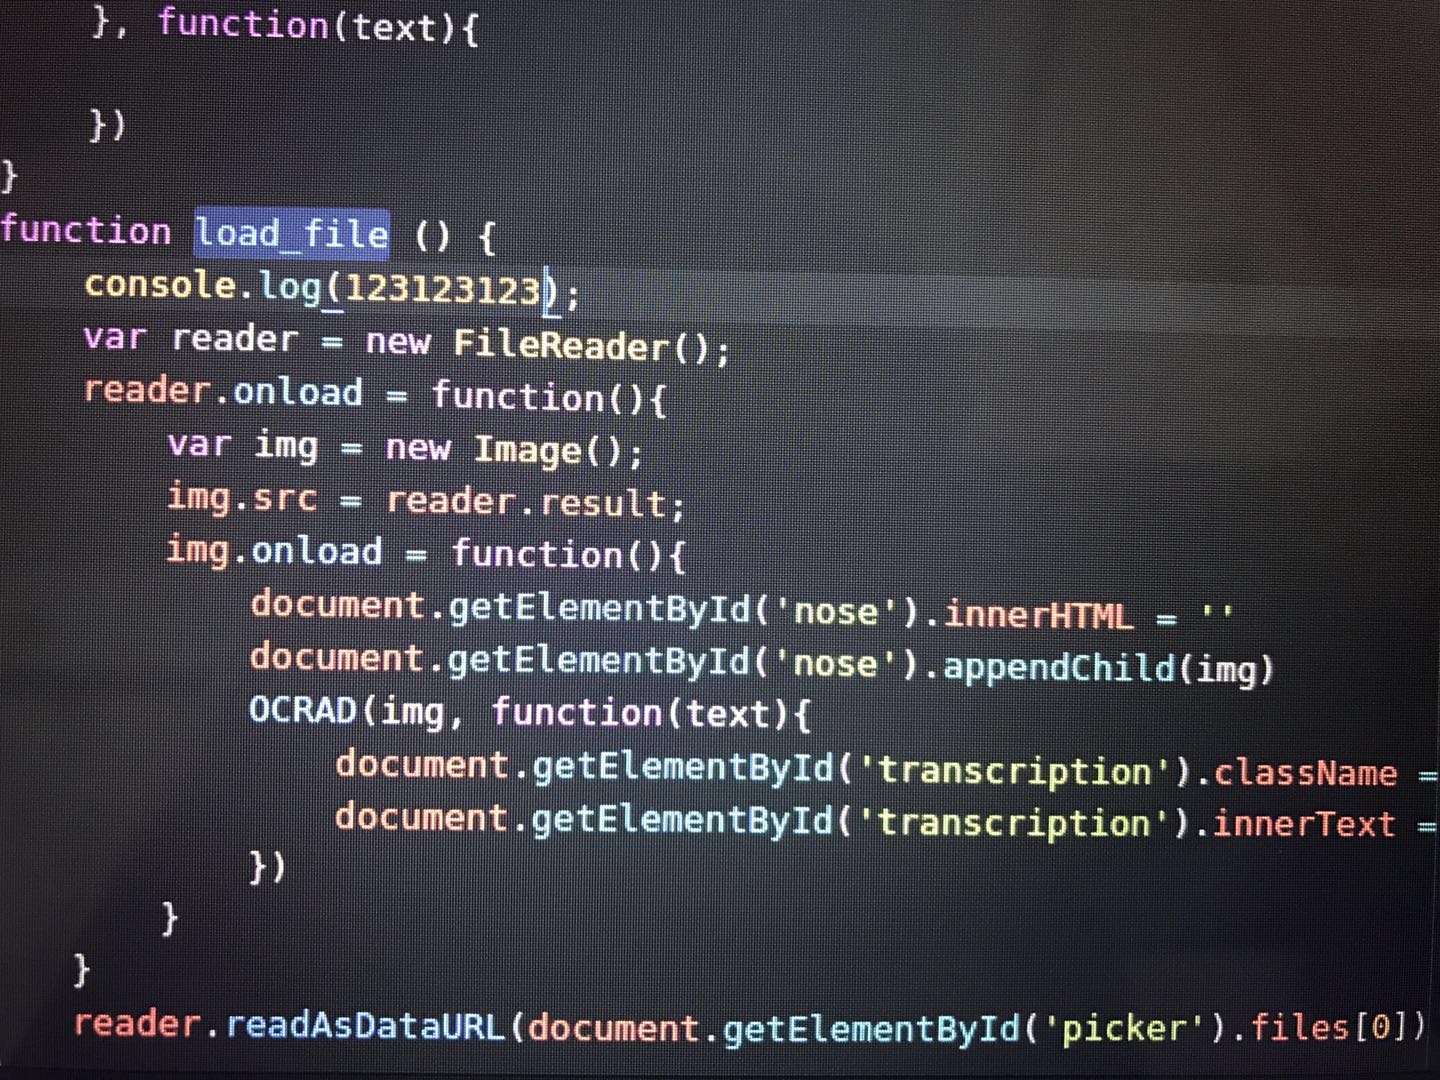 }, function(text){
})
}
function load_file () {
console.log(123123123);
var reader = new FileReader();
reader.onload = function(){
var img = new Image();
img.src = reader.result;
img.onload = function(){
document.getElementById('nose').innerHTML = ''
document.getElementById('nose').appendChild(img)
OCRAD(img, function(text){
document.getElementById('transcription').className =
document.getElementById('transcription').innerText =
})
}
}
reader.readAsDataURL(document.getElementById('picker').files[0])